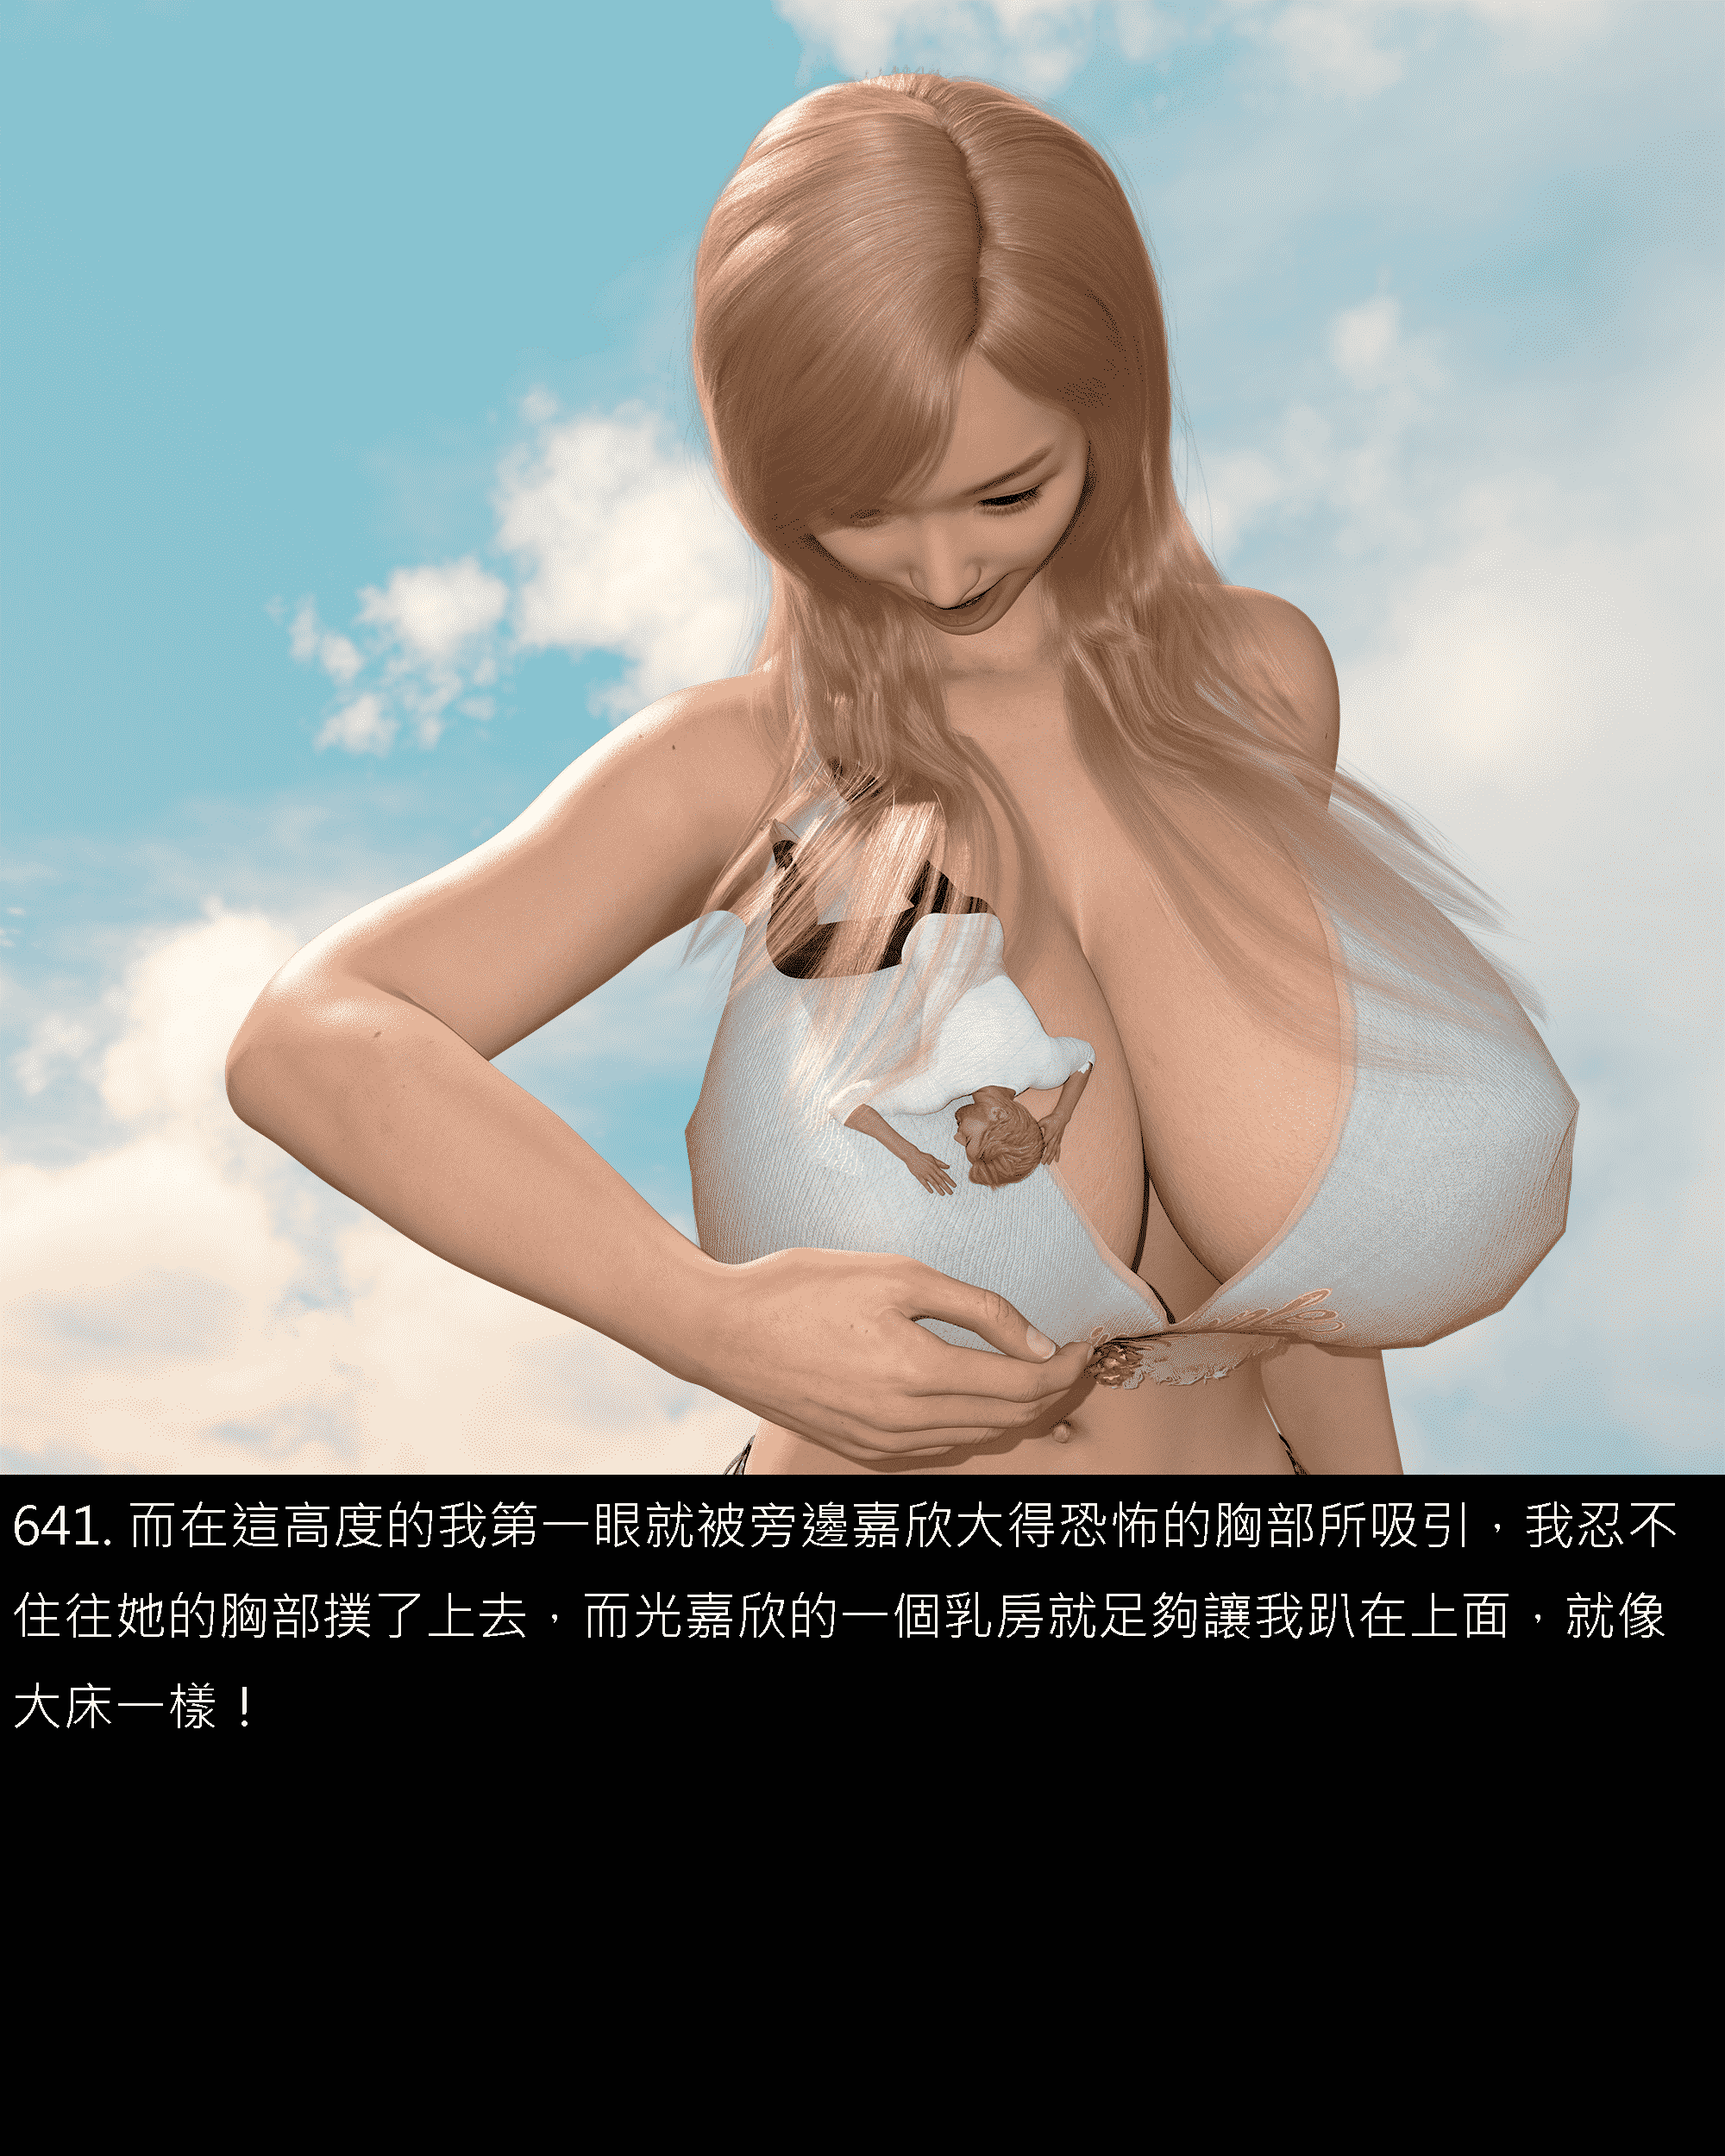 641. 而在這高度的我第一眼就被旁邊嘉欣大得恐怖的胸部所吸引，我忍不
住往她的胸部撲了上去，而光嘉欣的一個乳房就足夠讓我趴在上面，就像
大床一樣！